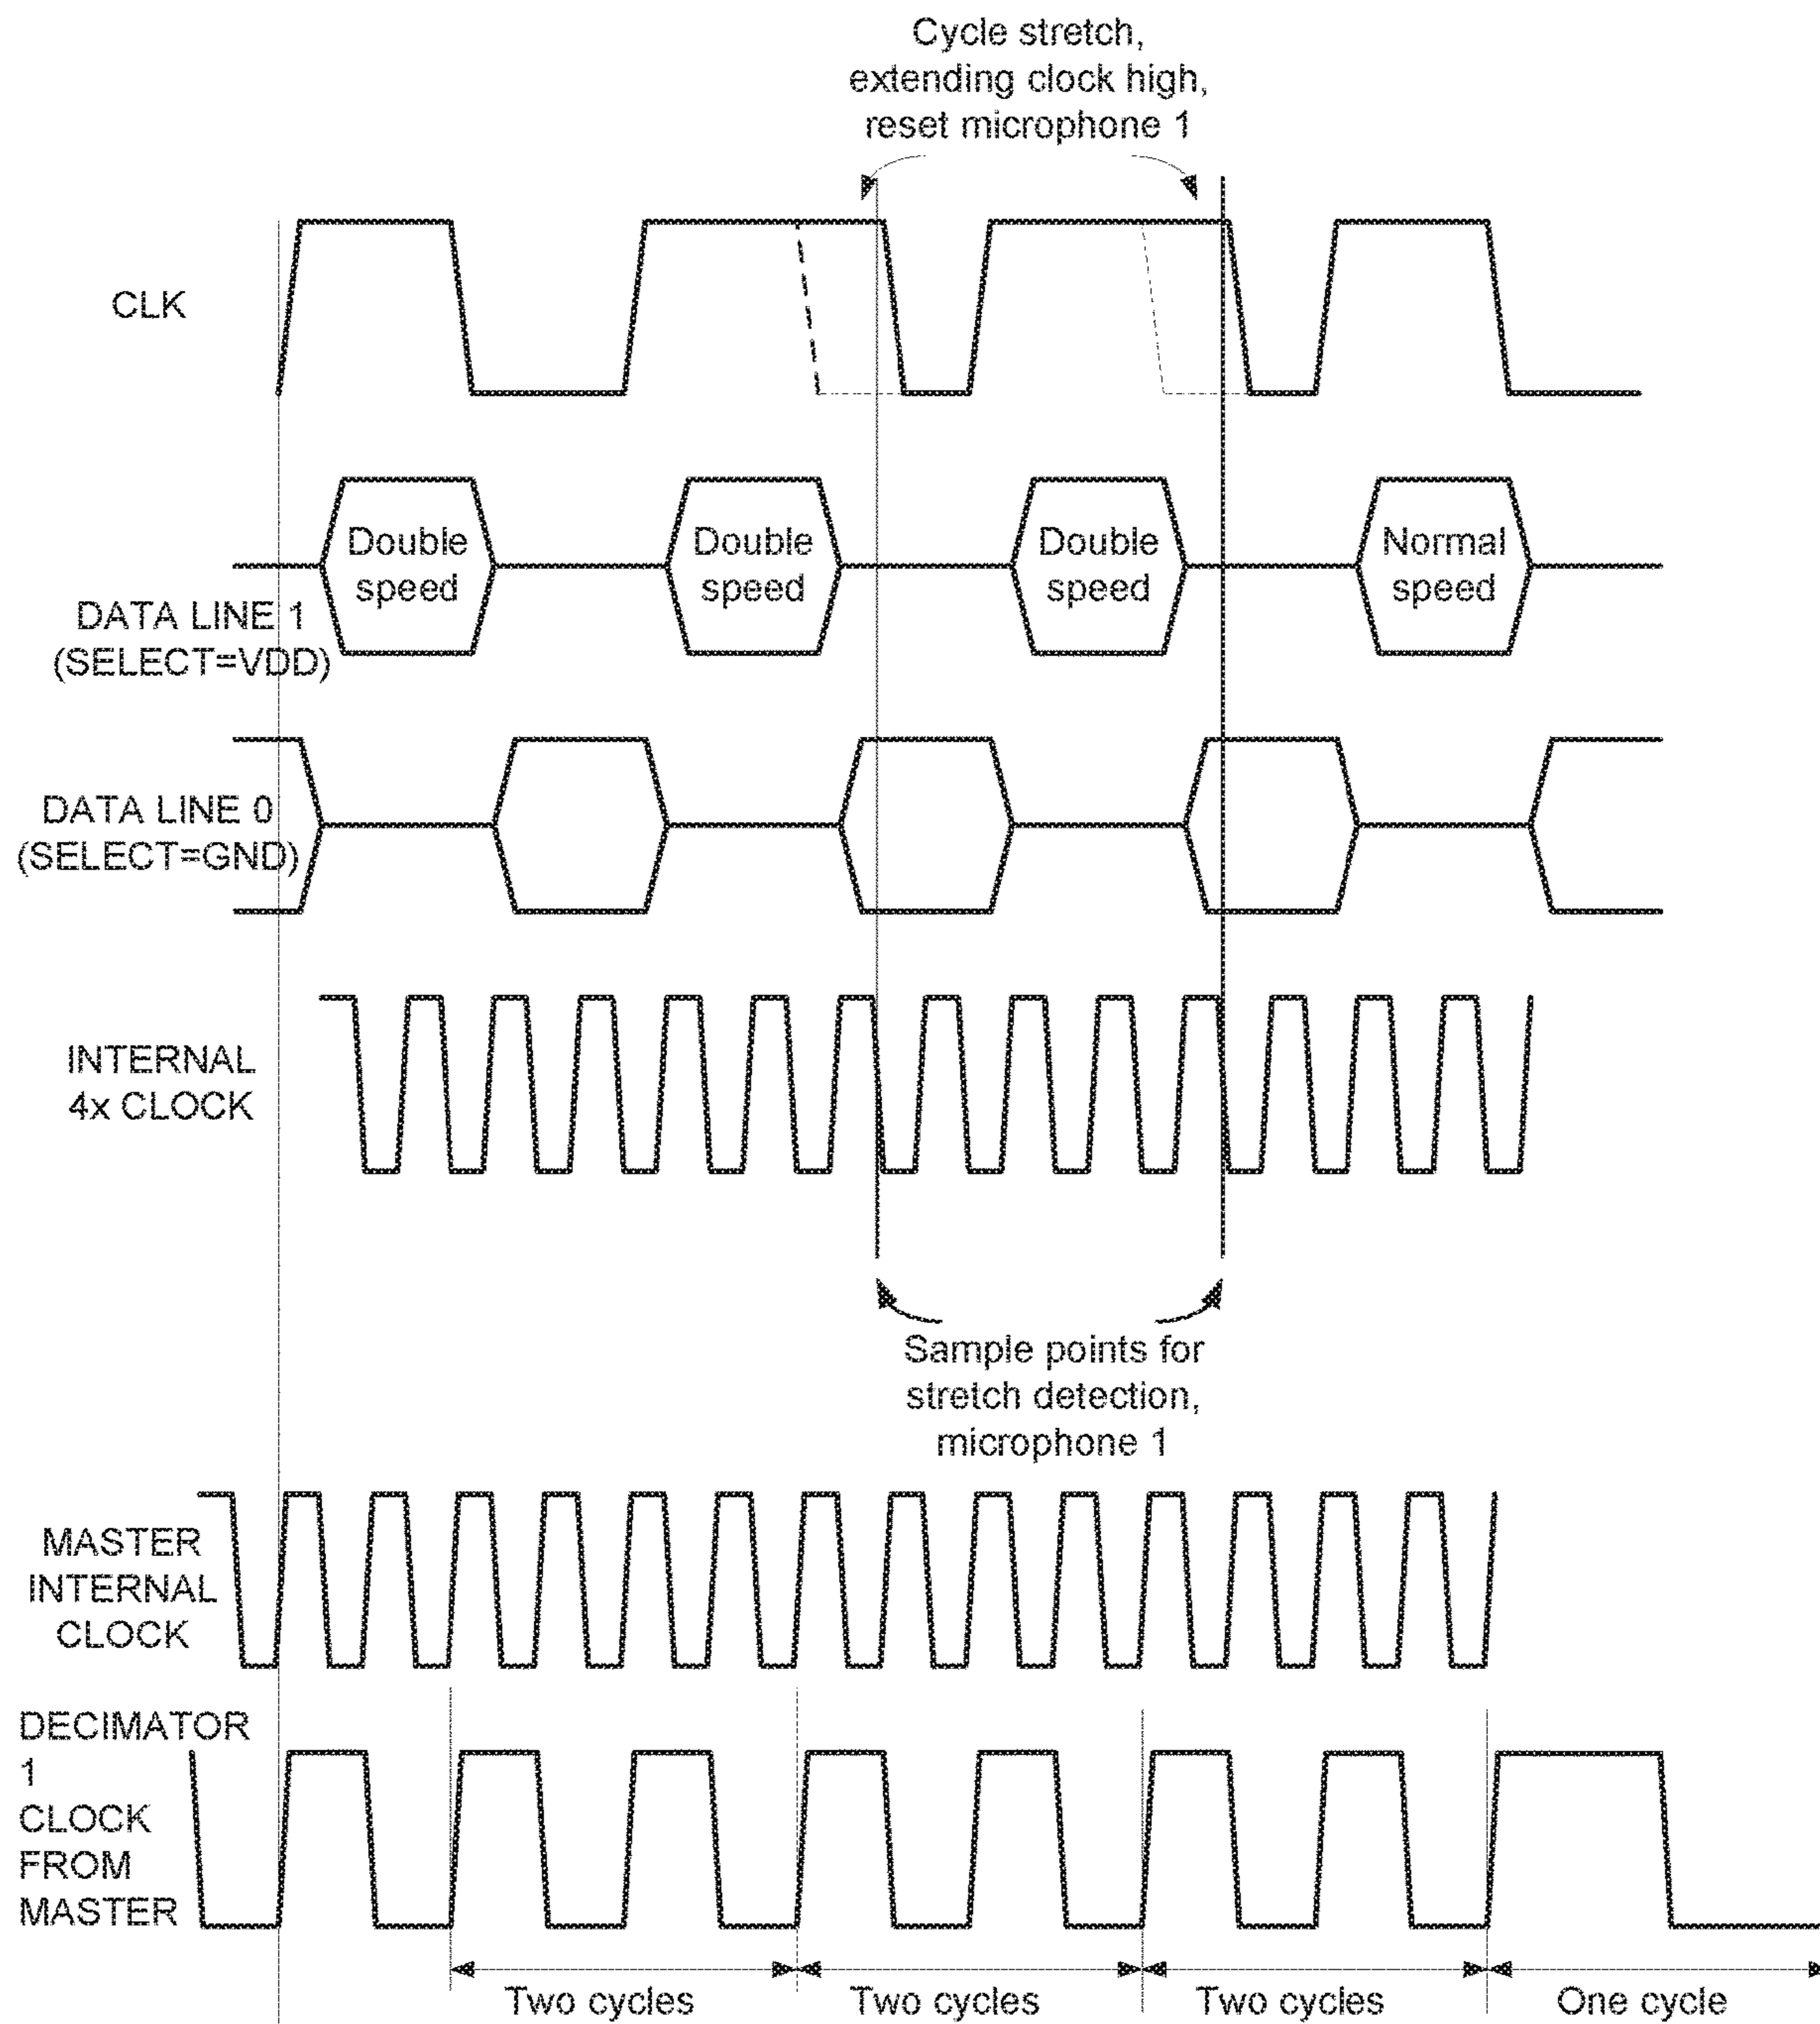 Cycle stretch,
extending clock high,
reset microphone 1
CLK
Double
speed
Double
speed
Double
speed
Normal
speed
DATA LINE 1
(SELECT=VDD)
DATA LINE 0
(SELECT=GND)
INTERNAL
4x CLOCK
Sample points for
stretch detection,
microphone 1
MASTER
INTERNAL
CLOCK
DECIMATOR
1
CLOCK
FROM
MASTER
Two cycles
Two cycles
Two cycles
One cycle